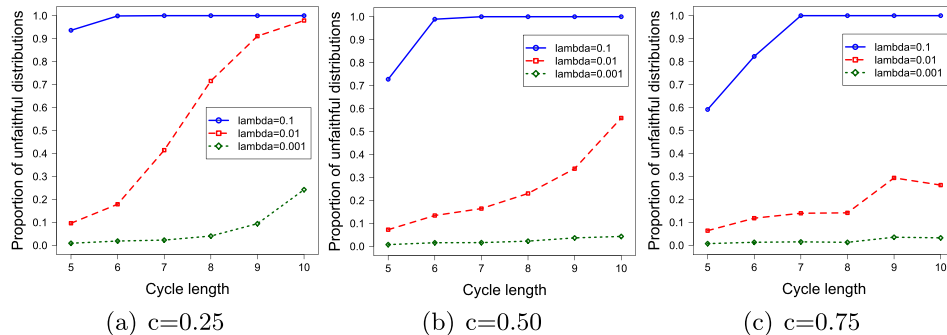 Proportion of unfaithful distributions
1.0
0.9
0.8
0.7
0.6
0.5
0.4
0.3
0.2
0.1
0.0
lambda=0.1
lambda=0.01
lambda=0.001
5 6 7 8 9 10
Cycle length
(a) c=0.25
Proportion of unfaithful distributions
1.0
0.9
0.8
0.7
0.6
0.5
0.4
0.3
0.2
0.1
0.0
lambda=0.1
lambda=0.01
lambda=0.001
5 6 7 8 9 10
Cycle length
(b) c=0.50
Proportion of unfaithful distributions
1.0
0.9
0.8
0.7
0.6
0.5
0.4
0.3
0.2
0.1
0.0
lambda=0.1
lambda=0.01
lambda=0.001
5 6 7 8 9 10
Cycle length
(c) c=0.75